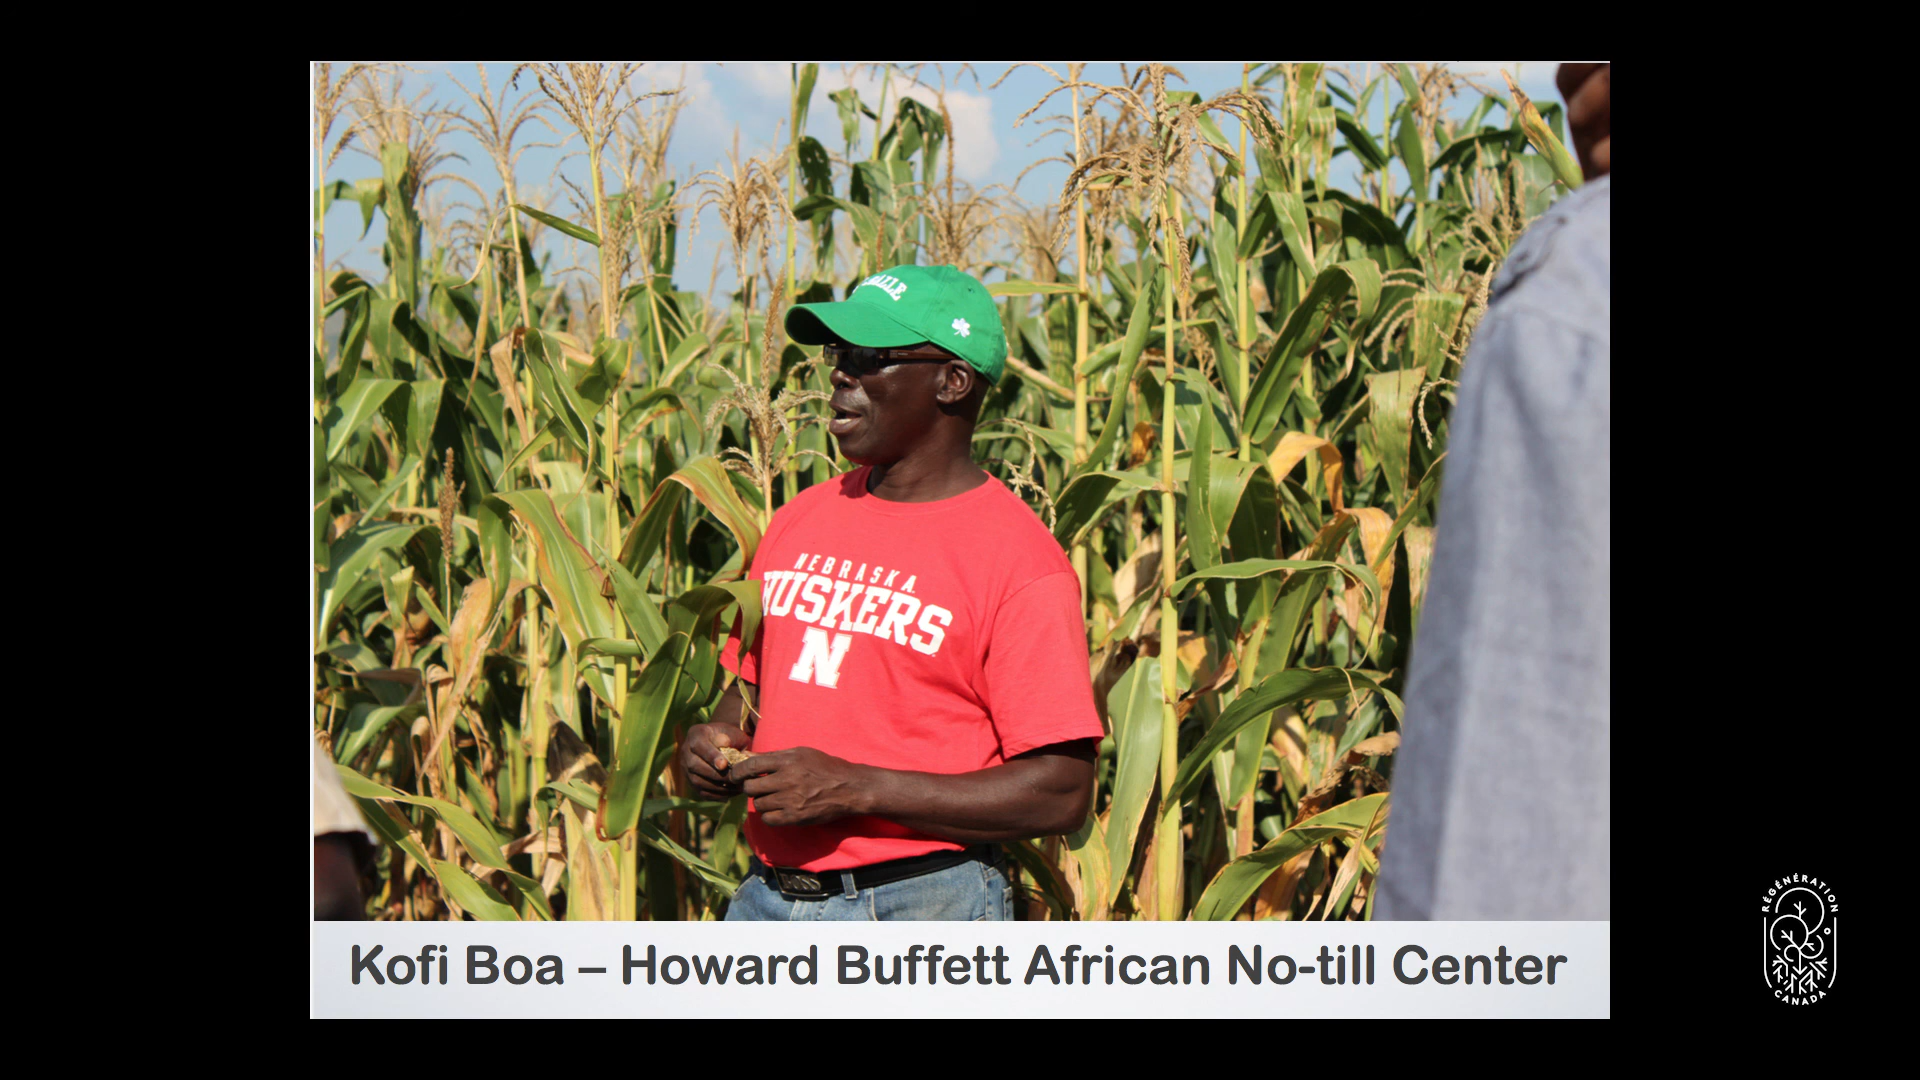 NEBRASKA
HUSKERS
N
Kofi Boa – Howard Buffett African No-till Center
RÉGÉNÉRATION
CANADA